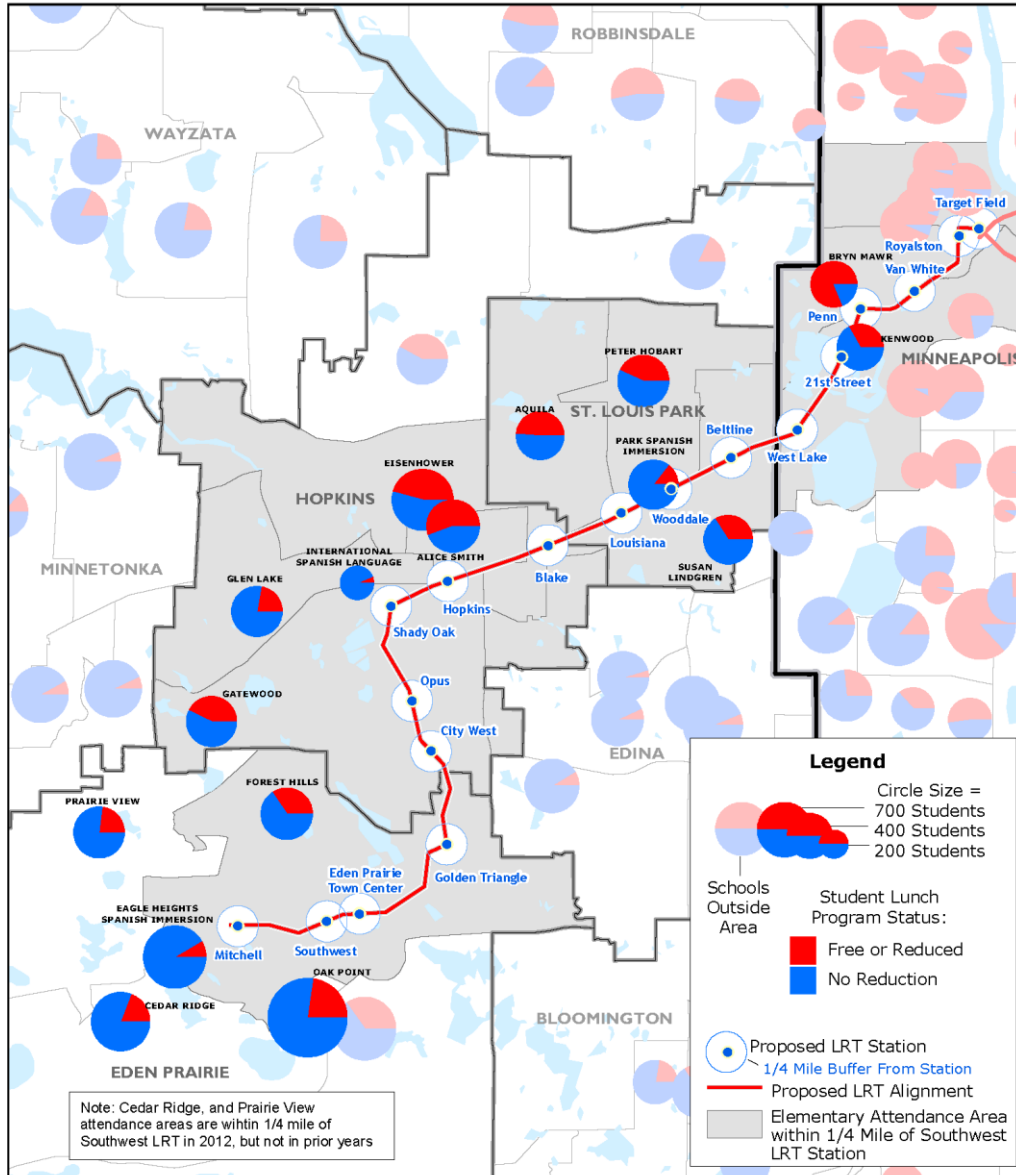 ROBBINSDALE
WAYZATA
Target Field
Royalston
BRYN MAWR
Van White
Penn
KENWOOD
MINNEAPOLIS
21st Street
PETER HOBART
ST. LOUIS PARK
AQUILA
Beltline
PARK SPANISH
IMMERSION
West Lake
EISENHOWER
HOPKINS
Wooddale
Louisiana
INTERNATIONAL
SPANISH LANGUAGE
ALICE SMITH
Blake
SUSAN
LINDGREN
MINNETONKA
GLEN LAKE
Hopkins
Shady Oak
Opus
GATEWOOD
City West
EDINA
FOREST HILLS
PRAIRIE VIEW
Golden Triangle
Eden Prairie
Town Center
EAGLE HEIGHTS
SPANISH IMMERSION
Mitchell
Southwest
OAK POINT
CEDAR RIDGE
BLOOMINGTON
EDEN PRAIRIE
Note: Cedar Ridge, and Prairie View
attendance areas are wihtin 1/4 mile of
Southwest LRT in 2012, but not in prior years
Legend
Circle Size =
700 Students
400 Students
200 Students
Schools
Outside
Area
Student Lunch
Program Status:
Free or Reduced
No Reduction
Proposed LRT Station
1/4 Mile Buffer From Station
Proposed LRT Alignment
Elementary Attendance Area
within 1/4 Mile of Southwest
LRT Station